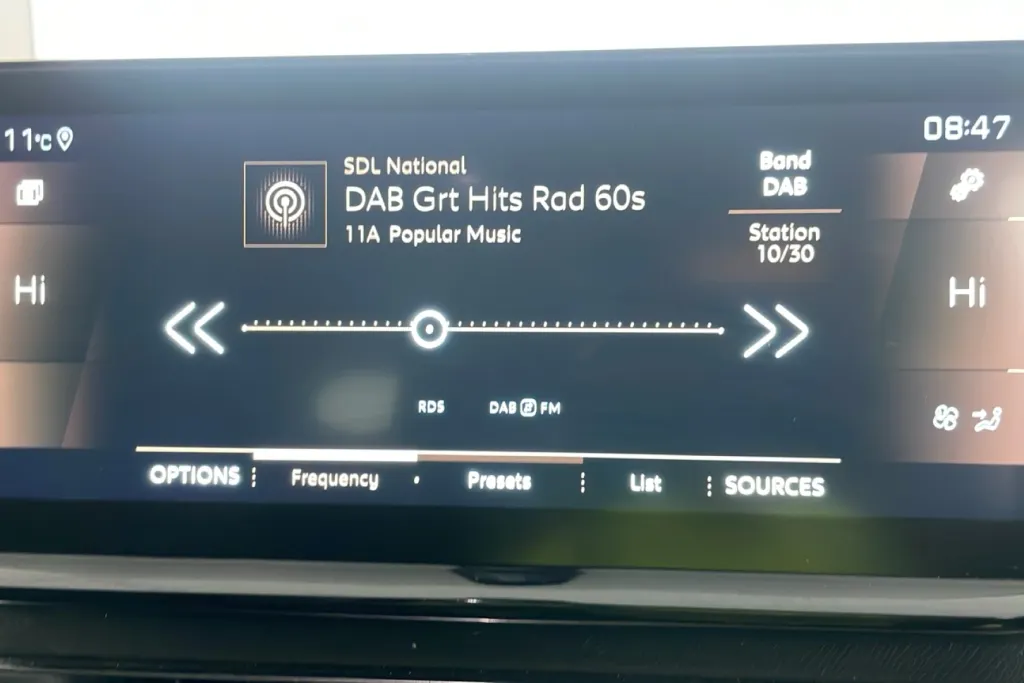 11°C
08:47
SDL National
DAB Grt Hits Rad 60s
11A Popular Music
Band
DAB
Station
10/30
Hi
Hi
RDS
DAB FM
OPTIONS
Frequency
Presets
List
SOURCES